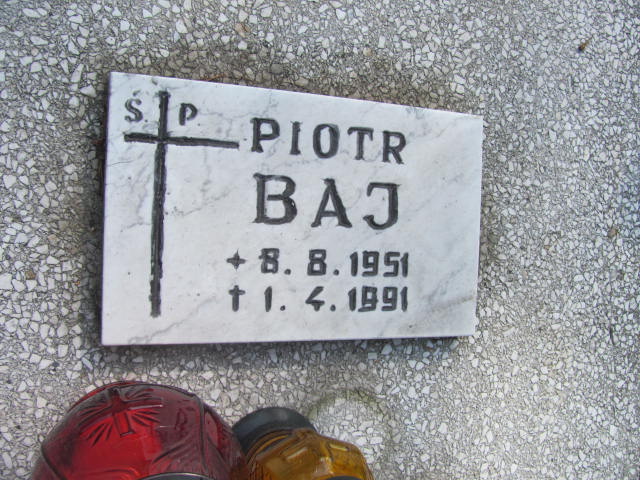 Ś P
PIOTR
BAJ
* 8. 8. 1951
† 1. 4. 1991